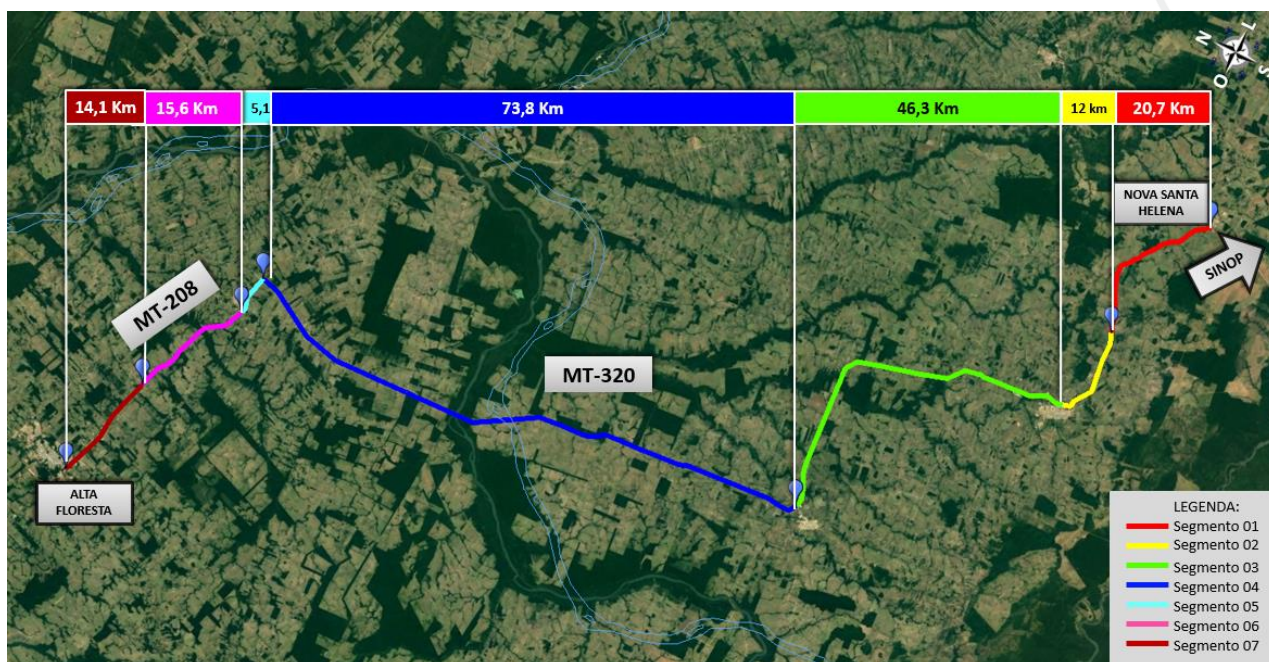 14,1 Km
15,6 Km
5,1
73,8 Km
46,3 Km
12 km
20,7 Km
N
L
O
S
NOVA SANTA
HELENA
SINOP
MT-208
MT-320
ALTA
FLORESTA
LEGENDA:
Segmento 01
Segmento 02
Segmento 03
Segmento 04
Segmento 05
Segmento 06
Segmento 07